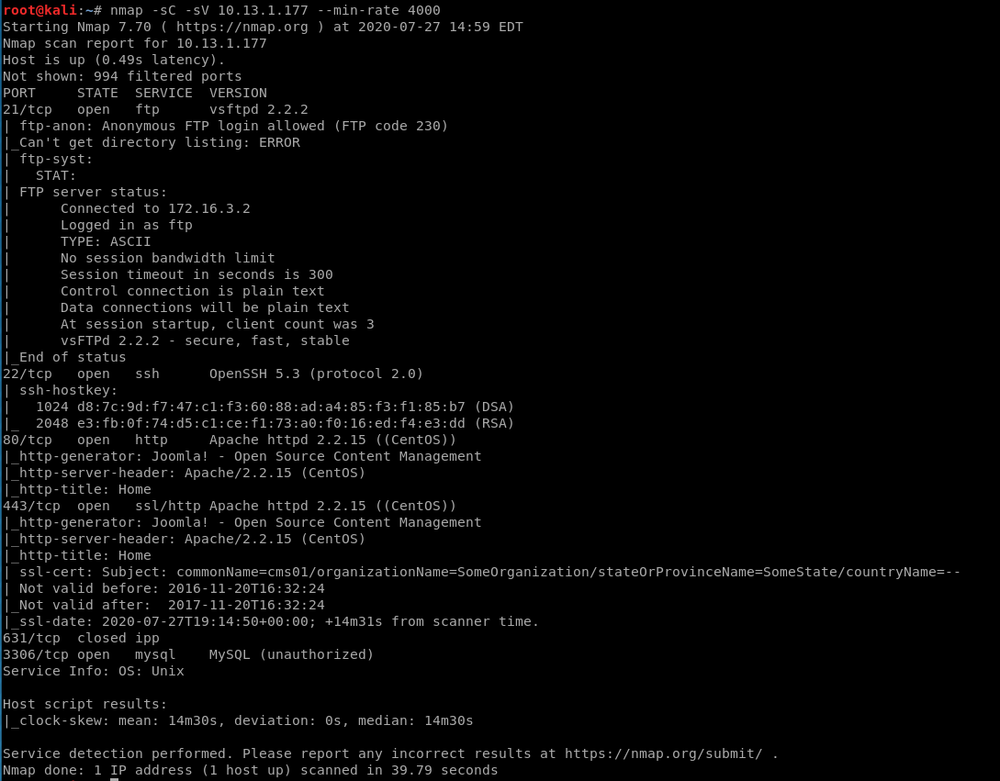 root@kali:~# nmap -sC -sV 10.13.1.177 --min-rate 4000
Starting Nmap 7.70 ( https://nmap.org ) at 2020-07-27 14:59 EDT
Nmap scan report for 10.13.1.177
Host is up (0.49s latency).
Not shown: 994 filtered ports
PORT     STATE  SERVICE  VERSION
21/tcp   open   ftp      vsftpd 2.2.2
| ftp-anon: Anonymous FTP login allowed (FTP code 230)
|_Can't get directory listing: ERROR
| ftp-syst:
|   STAT:
| FTP server status:
|      Connected to 172.16.3.2
|      Logged in as ftp
|      TYPE: ASCII
|      No session bandwidth limit
|      Session timeout in seconds is 300
|      Control connection is plain text
|      Data connections will be plain text
|      At session startup, client count was 3
|      vsFTPd 2.2.2 - secure, fast, stable
|_End of status
22/tcp   open   ssh      OpenSSH 5.3 (protocol 2.0)
| ssh-hostkey:
|   1024 d8:7c:9d:f7:47:c1:f3:60:88:ad:a4:85:f3:f1:85:b7 (DSA)
|_  2048 e3:fb:0f:74:d5:c1:ce:f1:73:a0:f0:16:ed:f4:e3:dd (RSA)
80/tcp   open   http     Apache httpd 2.2.15 ((CentOS))
|_http-generator: Joomla! - Open Source Content Management
|_http-server-header: Apache/2.2.15 (CentOS)
|_http-title: Home
443/tcp  open   ssl/http Apache httpd 2.2.15 ((CentOS))
|_http-generator: Joomla! - Open Source Content Management
|_http-server-header: Apache/2.2.15 (CentOS)
|_http-title: Home
| ssl-cert: Subject: commonName=cms01/organizationName=SomeOrganization/stateOrProvinceName=SomeState/countryName=--
| Not valid before: 2016-11-20T16:32:24
|_Not valid after:  2017-11-20T16:32:24
|_ssl-date: 2020-07-27T19:14:50+00:00; +14m31s from scanner time.
631/tcp  closed ipp
3306/tcp open   mysql    MySQL (unauthorized)
Service Info: OS: Unix

Host script results:
|_clock-skew: mean: 14m30s, deviation: 0s, median: 14m30s

Service detection performed. Please report any incorrect results at https://nmap.org/submit/ .
Nmap done: 1 IP address (1 host up) scanned in 39.79 seconds